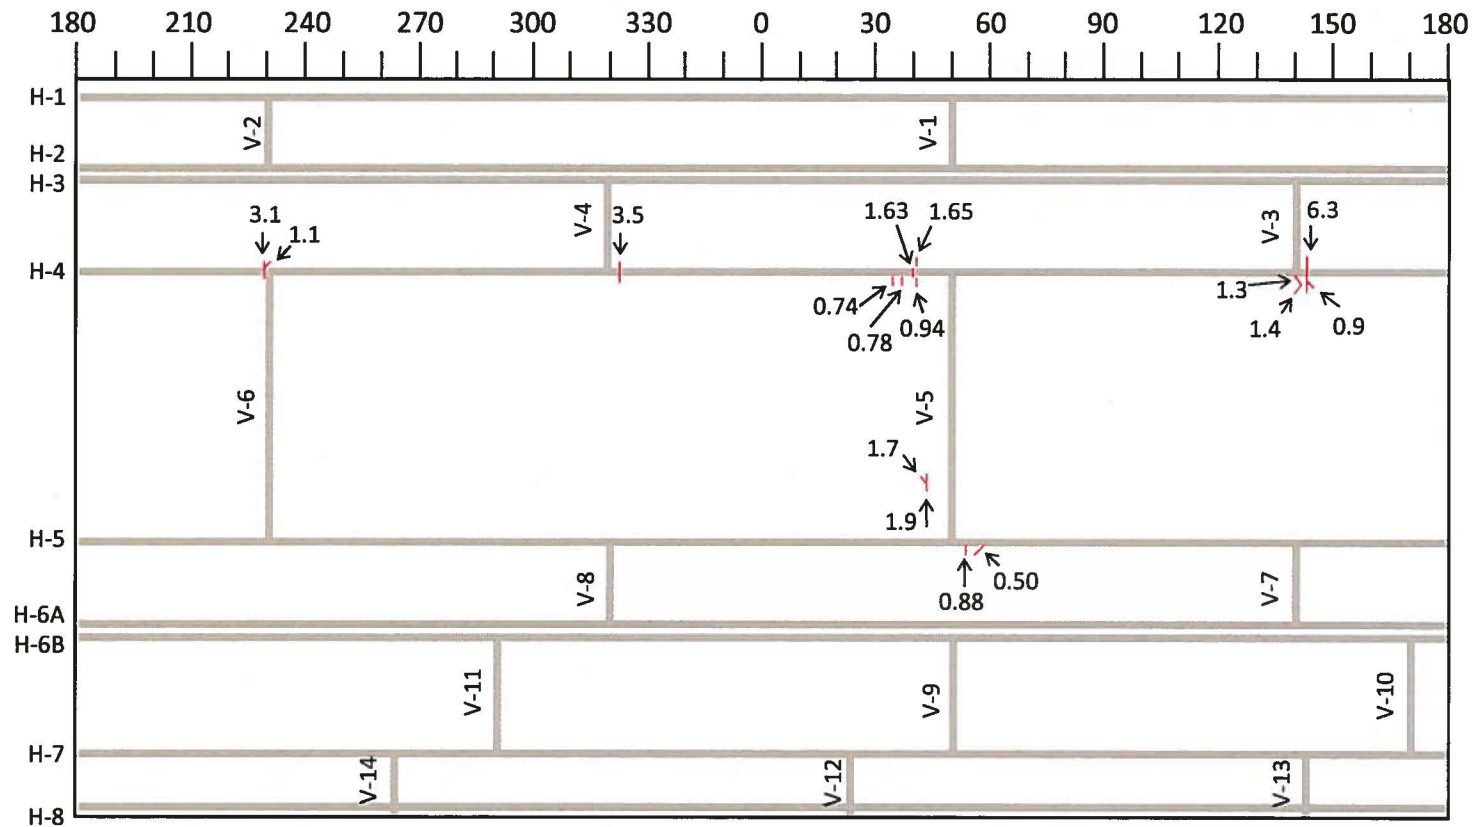 180 210 240 270 300 330 0 30 60 90 120 150 180
H-1
V-2 V-1
H-2
H-3
3.1 V-4 3.5 1.63 1.65 V-3 6.3
1.1
H-4
1.3
0.74 0.78 0.94 1.4 0.9
V-6 V-5
1.7
1.9
H-5
V-8 0.88 0.50 V-7
H-6A
H-6B
V-11 V-9 V-10
H-7
V-14 V-12 V-13
H-8